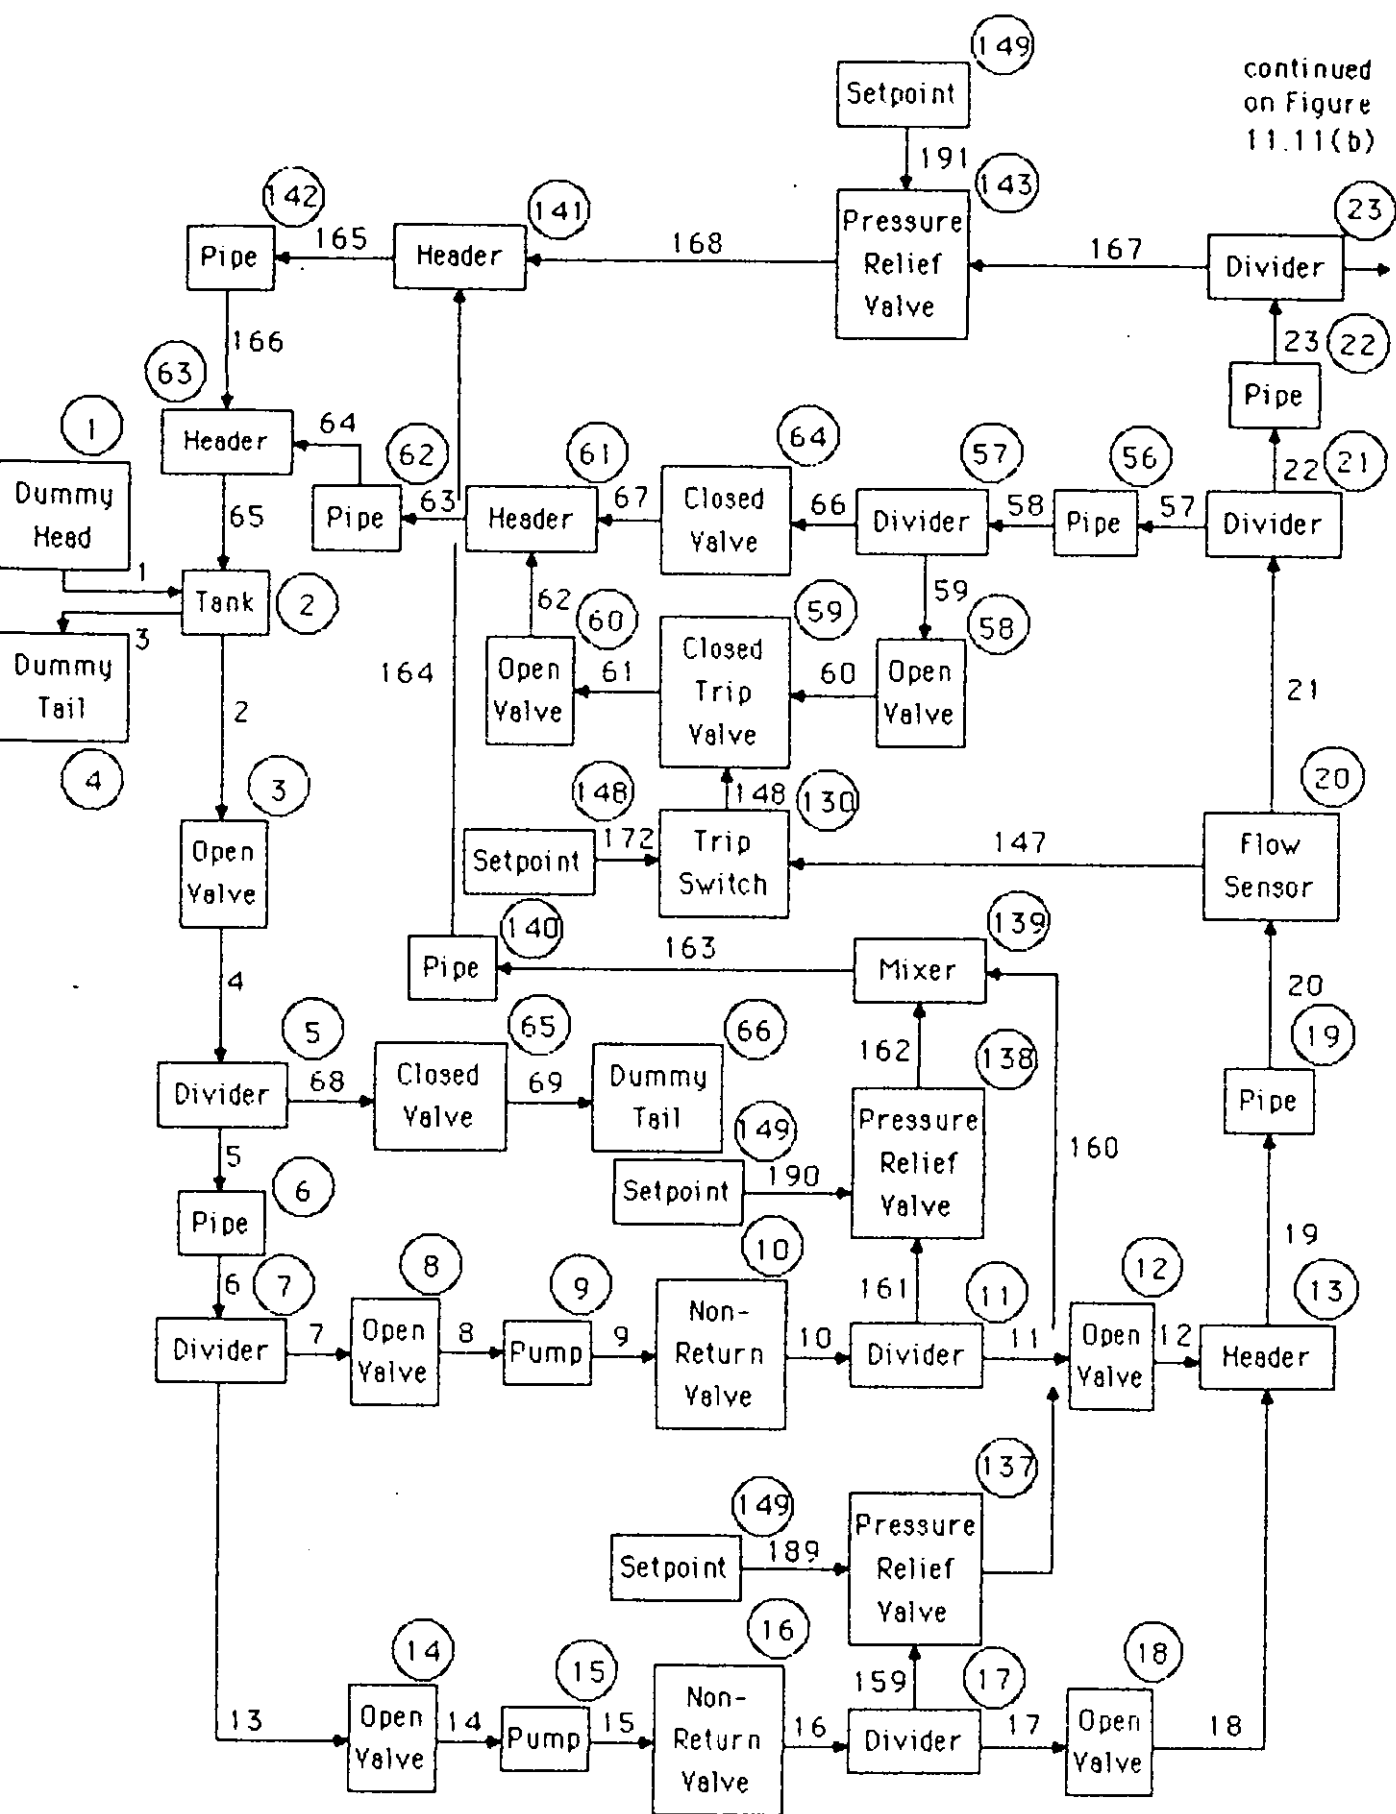 149
continued
on Figure
11.11(b)
Setpoint
191
143
142
141
23
Pressure
Relief
Valve
Pipe
165
Header
168
167
Divider
166
23
22
63
Pipe
1
Header
64
62
61
64
57
56
22
21
Dummy
Head
65
Pipe
63
Header
67
Closed
Valve
66
Divider
58
Pipe
57
Divider
1
Tank
2
62
60
59
59
58
3
Dummy
Tail
Open
Valve
61
Closed
Trip
Valve
60
Open
Valve
164
21
2
4
3
148
148
130
20
Open
Valve
Setpoint
172
Trip
Switch
147
Flow
Sensor
140
139
Pipe
163
Mixer
4
20
5
65
66
162
138
19
Divider
68
Closed
Valve
69
Dummy
Tail
Pipe
149
Pressure
Relief
Valve
160
5
6
Setpoint
190
Pipe
10
19
6
7
8
9
161
11
12
13
Divider
7
Open
Valve
8
Pump
9
Non-
Return
Valve
10
Divider
11
Open
Valve
12
Header
137
149
Pressure
Relief
Valve
Setpoint
189
16
14
15
159
17
18
13
Open
Valve
14
Pump
15
Non-
Return
Valve
16
Divider
17
Open
Valve
18